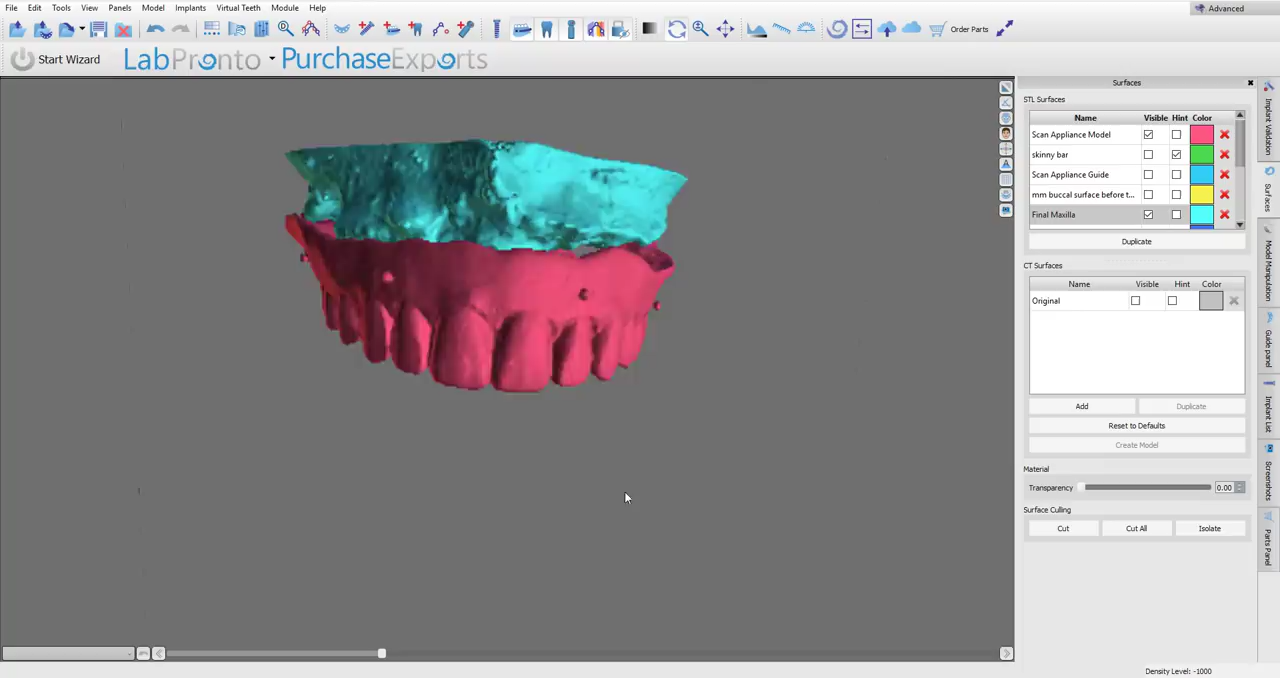 File Edit Tools View Panels Model Implants Virtual Teeth Module Help
Advanced
Order Parts
Start Wizard
LabPronto
PurchaseExports
Surfaces
STL Surfaces
Name Visible Hint Color
Scan Appliance Model
skinny bar
Scan Appliance Guide
mm buccal surface before t...
Final Maxilla
Duplicate
CT Surfaces
Name Visible Hint Color
Original
Add Duplicate
Reset to Defaults
Create Model
Material
Transparency 0.00
Surface Culling
Cut Cut All Isolate
Implant Validation
Surfaces
Model Manipulation
Guide panel
Implant List
Screenshots
Parts Panel
Density Level: -1000